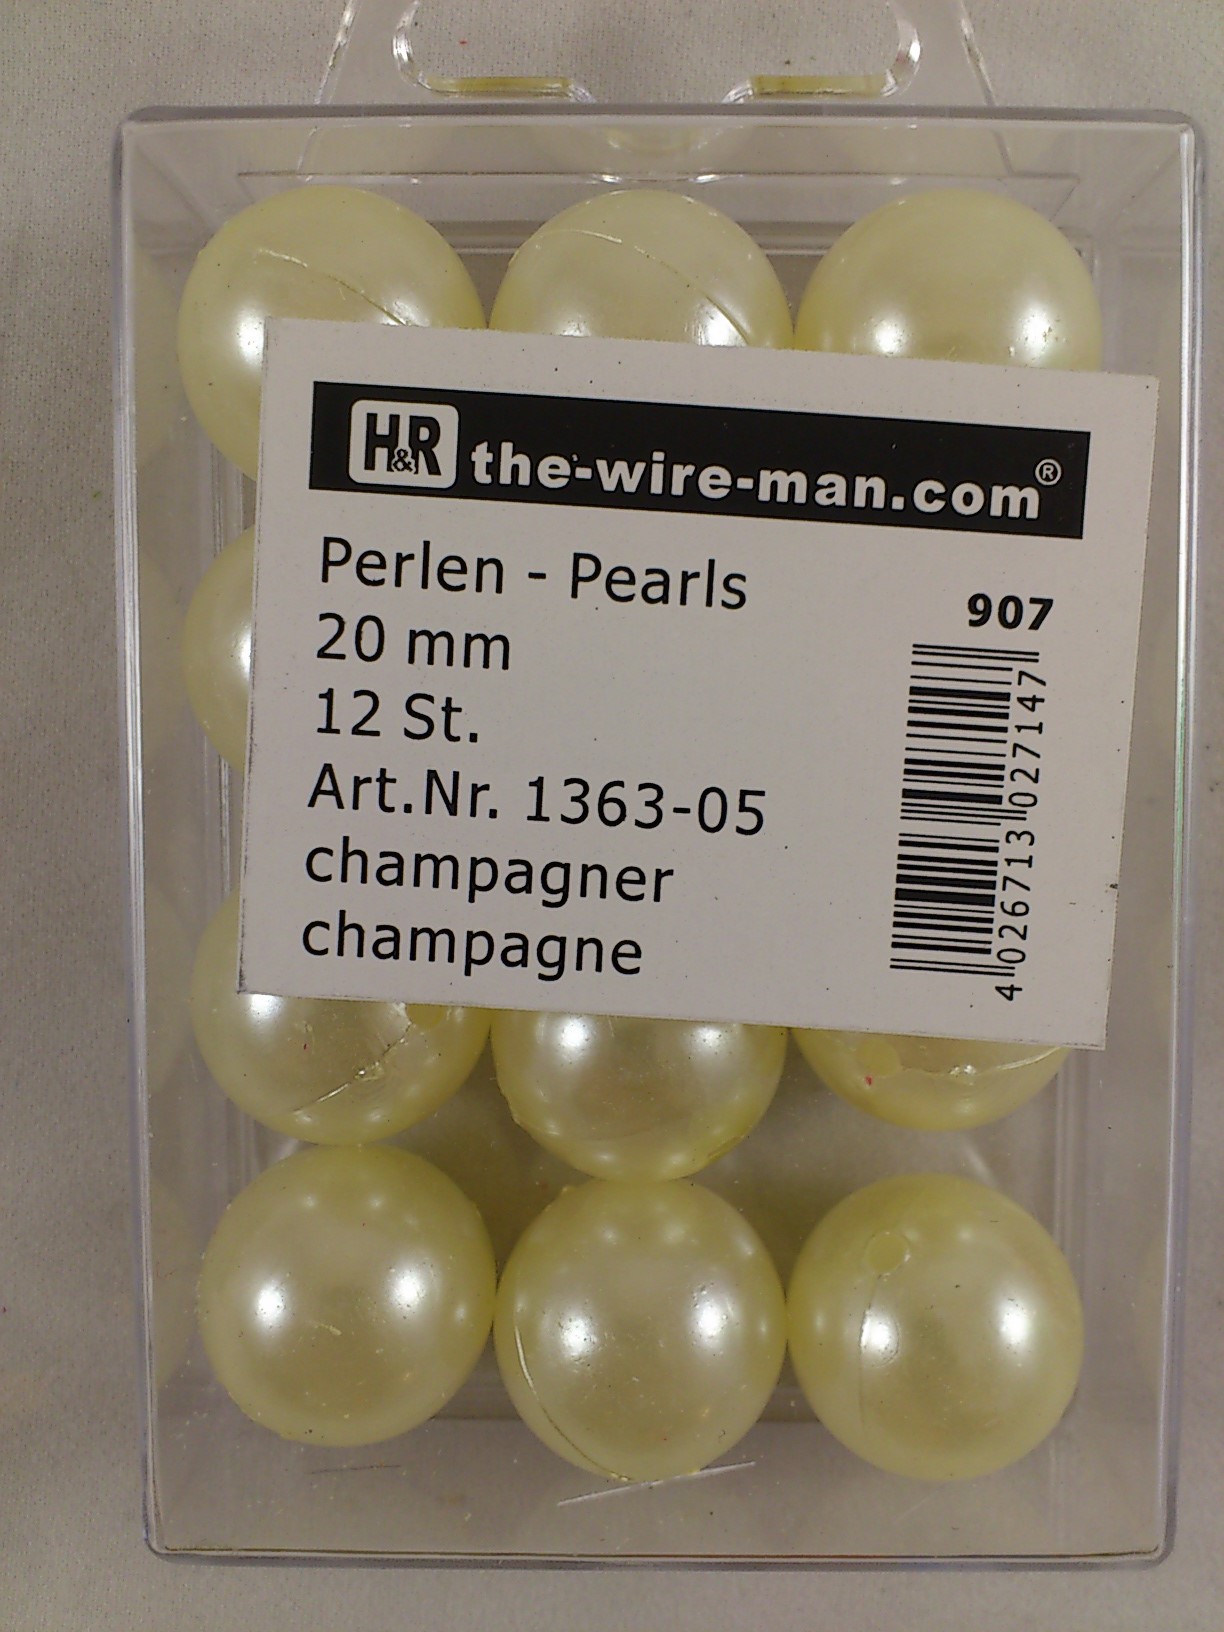 H&R the-wire-man.com®
Perlen - Pearls
20 mm
12 St.
Art.Nr. 1363-05
champagner
champagne
907
4 026713 027147